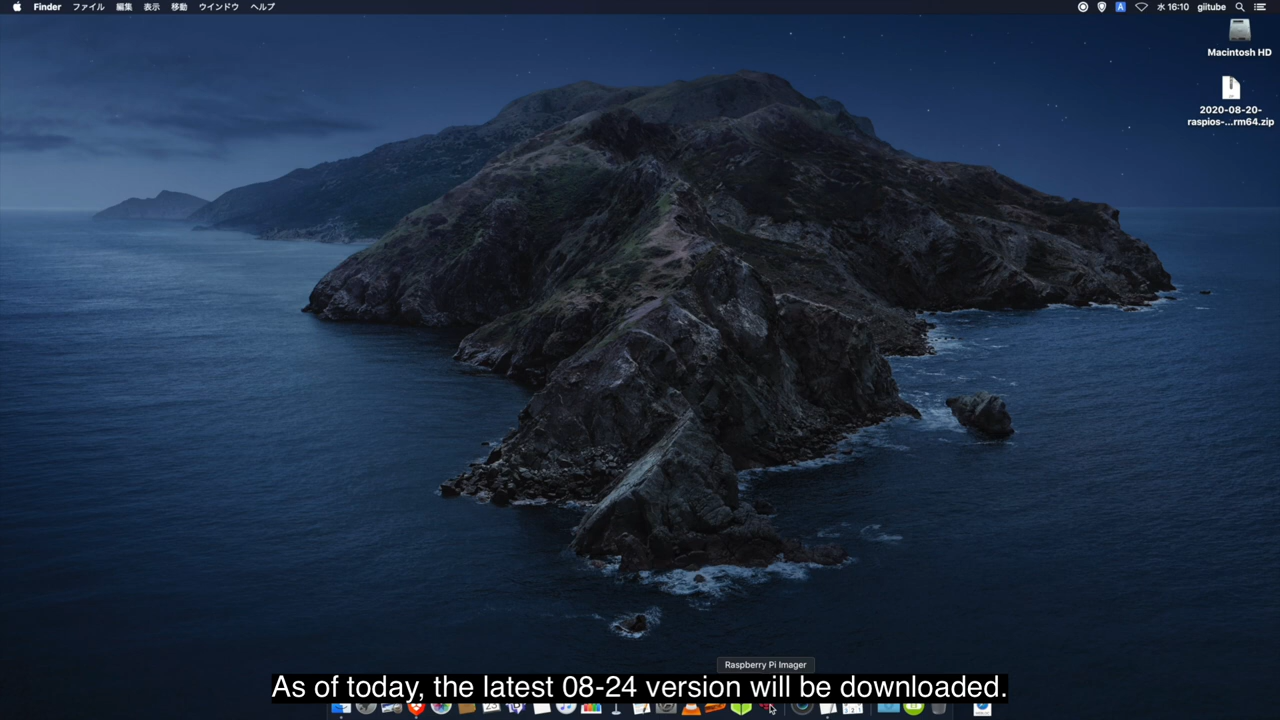 Finder ファイル 編集 表示 移動 ウインドウ ヘルプ
A 水 16:10 giitube
Macintosh HD
2020-08-20-
raspios-...rm64.zip
Raspberry Pi Imager
As of today, the latest 08-24 version will be downloaded.